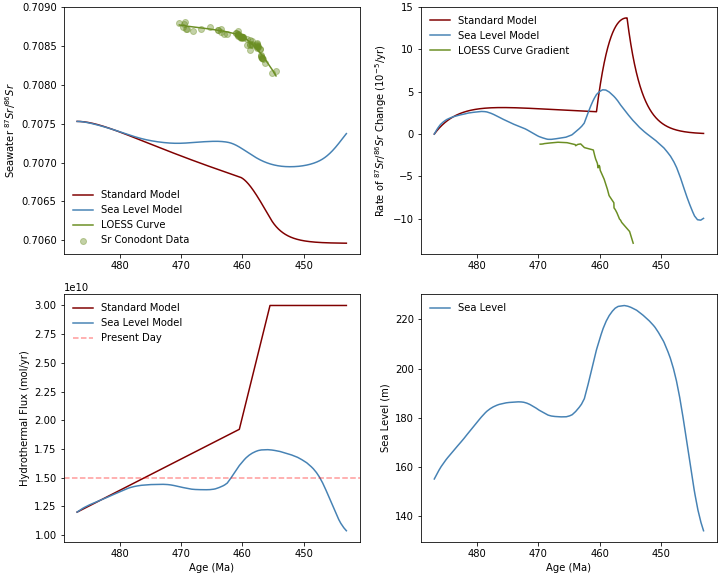 0.7090
0.7085
0.7080
0.7075
0.7070
0.7065
0.7060
Seawater ⁸⁷Sr/⁸⁶Sr
Standard Model
Sea Level Model
LOESS Curve
Sr Conodont Data
480
470
460
450
15
10
5
0
−5
−10
Rate of ⁸⁷Sr/⁸⁶Sr Change (10⁻⁵/yr)
Standard Model
Sea Level Model
LOESS Curve Gradient
480
470
460
450
1e10
3.00
2.75
2.50
2.25
2.00
1.75
1.50
1.25
1.00
Hydrothermal Flux (mol/yr)
Standard Model
Sea Level Model
Present Day
480
470
460
450
Age (Ma)
220
200
180
160
140
Sea Level (m)
Sea Level
480
470
460
450
Age (Ma)